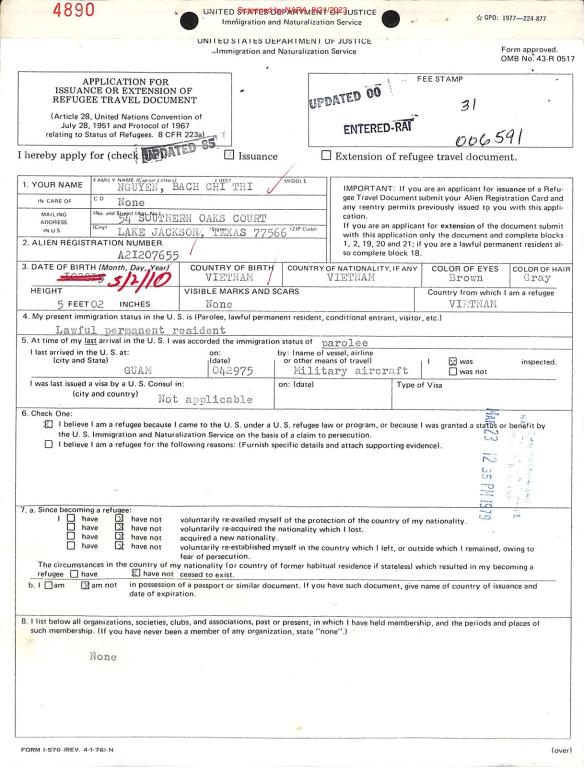 4890
UNITED STATES DEPARTMENT OF JUSTICE
Immigration and Naturalization Service
☆ GPO: 1977—224-877
UNITED STATES DEPARTMENT OF JUSTICE
Immigration and Naturalization Service
Form approved.
OMB No. 43-R 0517
APPLICATION FOR
ISSUANCE OR EXTENSION OF
REFUGEE TRAVEL DOCUMENT
(Article 28, United Nations Convention of
July 28, 1951 and Protocol of 1967
relating to Status of Refugees. 8 CFR 223a)
UPDATED 85
FEE STAMP
UPDATED 00
31
ENTERED-RAI
006591
I hereby apply for (check one) Issuance Extension of refugee travel document.
1. YOUR NAME
FAMILY NAME (Capital Letters) FIRST MIDDLE
NGUYEN, BACH CHI THI
IN CARE OF
C O
None
MAILING
ADDRESS
IN U.S.
(No. and Street) (Apt. No.)
54 SOUTHERN OAKS COURT
(City) (State) (ZIP Code)
LAKE JACKSON, TEXAS 77566
IMPORTANT: If you are an applicant for issuance of a Refu-
gee Travel Document submit your Alien Registration Card and
any reentry permits previously issued to you with this appli-
cation.
If you are an applicant for extension of the document submit
with this application only the document and complete blocks
1, 2, 19, 20 and 21; if you are a lawful permanent resident al-
so complete block 18.
2. ALIEN REGISTRATION NUMBER
A21207655
3. DATE OF BIRTH (Month, Day, Year)
5/2/10
COUNTRY OF BIRTH
VIETNAM
COUNTRY OF NATIONALITY, IF ANY
VIETNAM
COLOR OF EYES
Brown
COLOR OF HAIR
Gray
HEIGHT
5 FEET 02 INCHES
VISIBLE MARKS AND SCARS
None
Country from which I am a refugee
VIETNAM
4. My present immigration status in the U. S. is (Parolee, lawful permanent resident, conditional entrant, visitor, etc.)
Lawful permanent resident
5. At time of my last arrival in the U.S. I was accorded the immigration status of parolee
I last arrived in the U.S. at:
(city and State)
GUAM
on:
(date)
042975
by: (name of vessel, airline
or other means of travel)
Military aircraft
I was inspected.
was not
I was last issued a visa by a U.S. Consul in:
(city and country)
Not applicable
on: (date)
Type of Visa
6. Check One:
I believe I am a refugee because I came to the U.S. under a U. S. refugee law or program, or because I was granted a status or benefit by
the U. S. Immigration and Naturalization Service on the basis of a claim to persecution.
I believe I am a refugee for the following reasons: (Furnish specific details and attach supporting evidence).
MAR 23 12 35 PM 1979
7. a. Since becoming a refugee:
I have have not voluntarily re-availed myself of the protection of the country of my nationality.
have have not voluntarily re-acquired the nationality which I lost.
have have not acquired a new nationality.
have have not voluntarily re-established myself in the country which I left, or outside which I remained, owing to
fear of persecution.
The circumstances in the country of my nationality (or country of former habitual residence if stateless) which resulted in my becoming a
refugee have have not ceased to exist.
b. I am am not in possession of a passport or similar document. If you have such document, give name of country of issuance and
date of expiration.
8. I list below all organizations, societies, clubs, and associations, past or present, in which I have held membership, and the periods and places of
such membership. (If you have never been a member of any organization, state "none".)
None
FORM I-570 (REV. 4-1-76) N
(over)